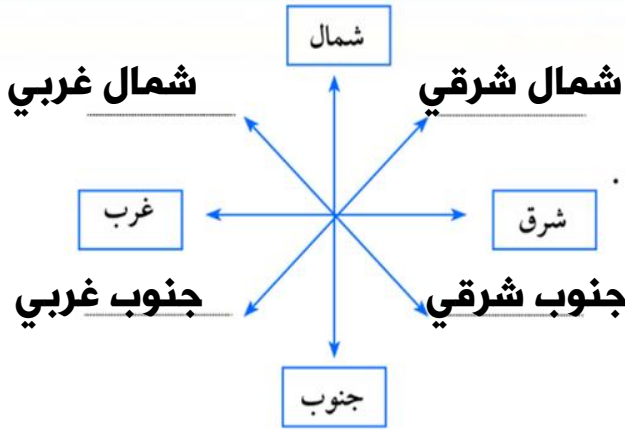 شمال
شمال شرقي
شمال غربي
شرق
غرب
جنوب شرقي
جنوب غربي
جنوب